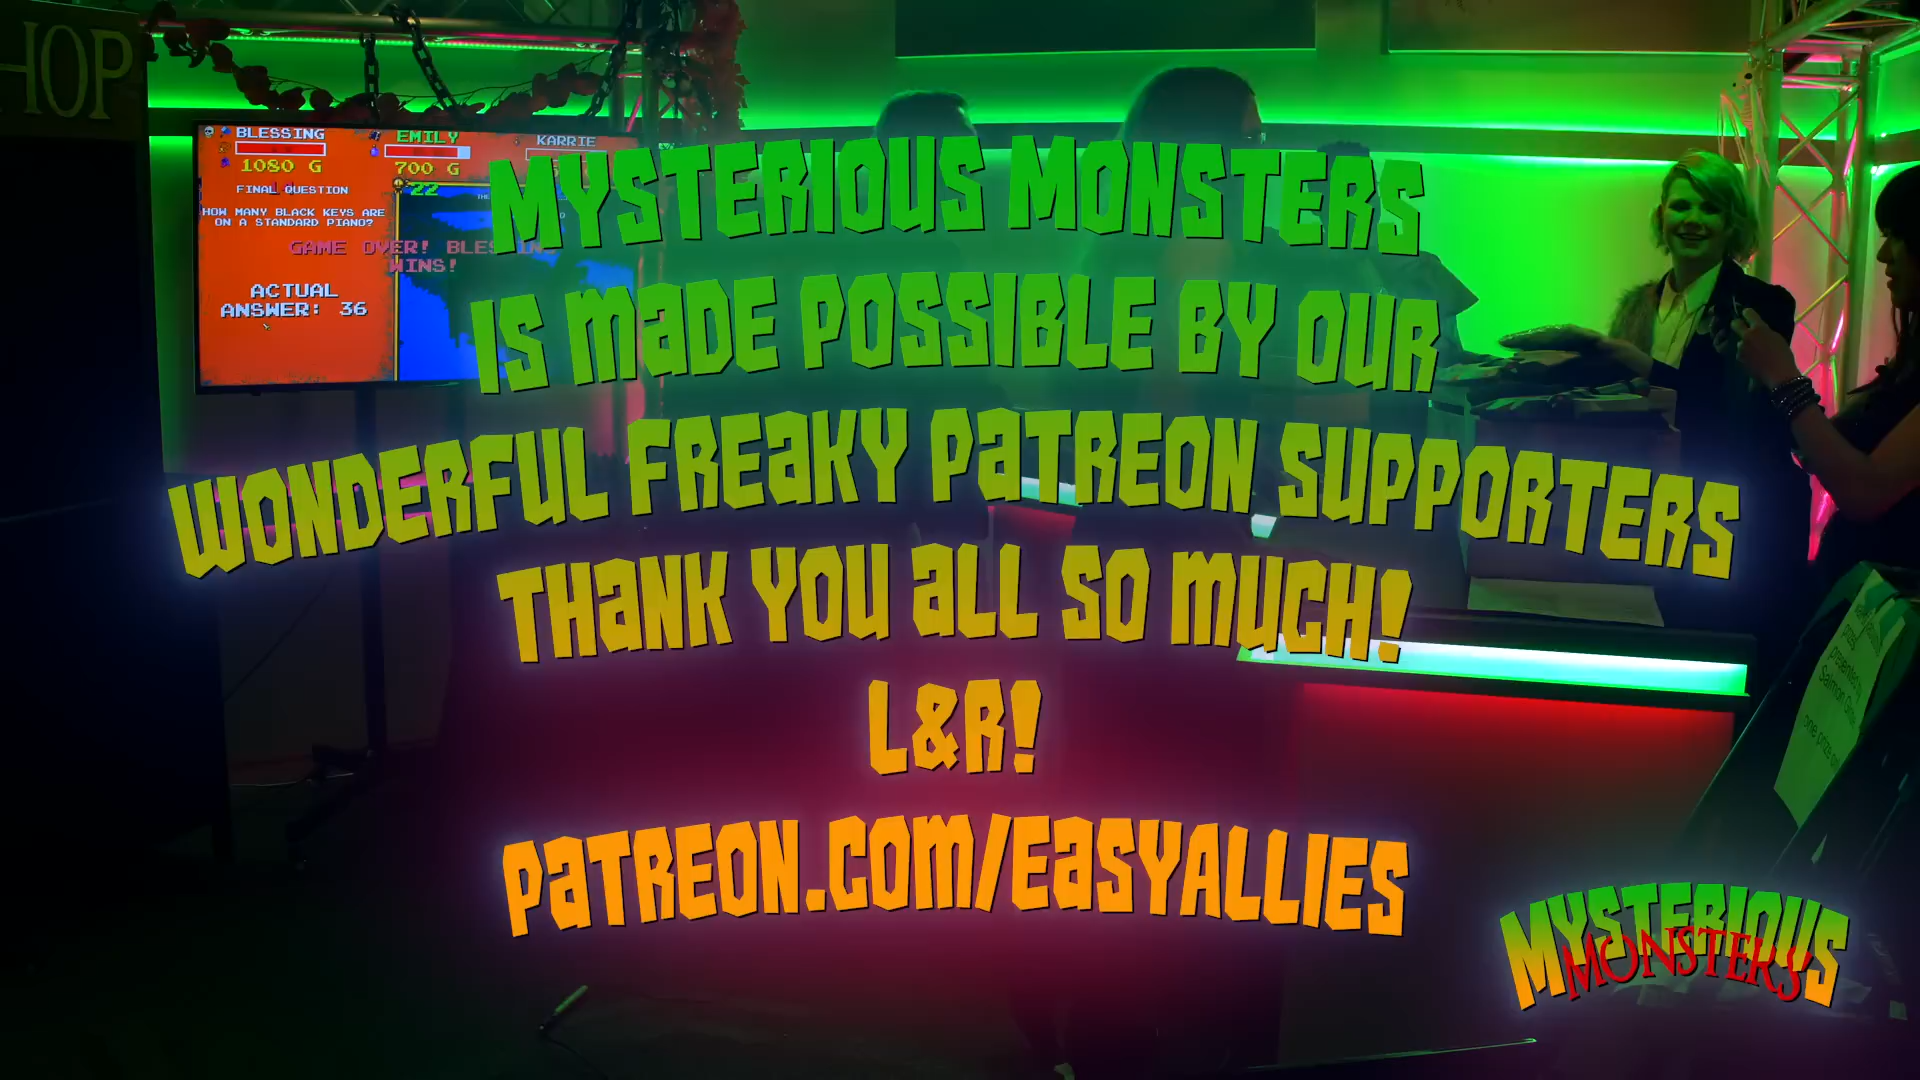 HOP
BLESSING
1080 G
EMILY
700 G
KARRIE
FINAL QUESTION
22
HOW MANY BLACK KEYS ARE
ON A STANDARD PIANO?
GAME OVER!
WINS!
ACTUAL
ANSWER: 36
MYSTERIOUS MONSTERS
IS MADE POSSIBLE BY OUR
WONDERFUL FREAKY PATREON SUPPORTERS
THANK YOU ALL SO MUCH!
L&R!
PATREON.COM/EASYALLIES
presented
MYSTERIOUS
MONSTERS